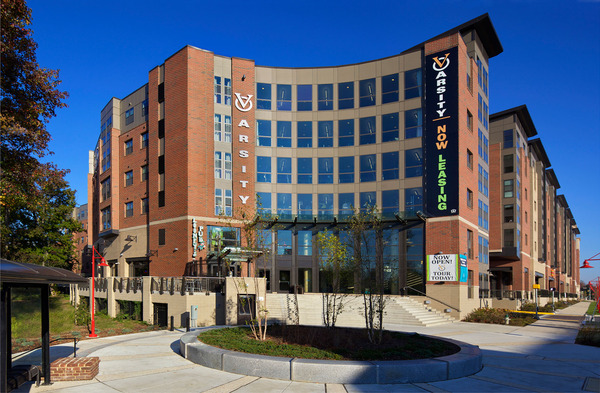 VARSITY
VARSITY
NOW
LEASING
NOW
OPEN!
&
TOUR
TODAY!